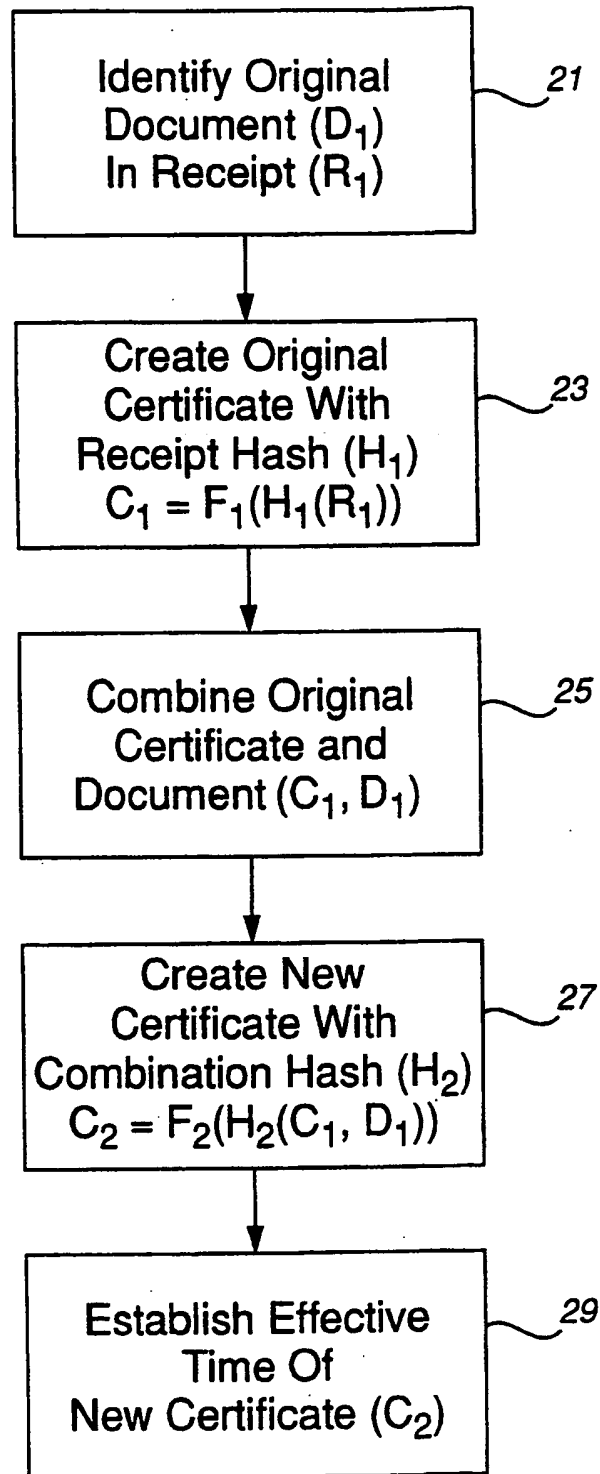 Identify Original
Document (D₁)
In Receipt (R₁)
21
Create Original
Certificate With
Receipt Hash (H₁)
C₁ = F₁(H₁(R₁))
23
Combine Original
Certificate and
Document (C₁, D₁)
25
Create New
Certificate With
Combination Hash (H₂)
C₂ = F₂(H₂(C₁, D₁))
27
Establish Effective
Time Of
New Certificate (C₂)
29